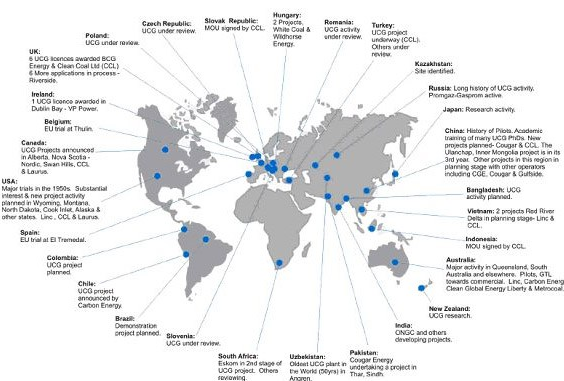 Czech Republic:
UCG under review.
Slovak Republic:
MOU signed by CCL.
Hungary:
2 Projects,
White Coal &
Wildhorse
Energy.
Romania:
UCG activity
under review.
Turkey:
UCG project
underway (CCL).
Others under
review.
Poland:
UCG under review.
UK:
6 UCG licences awarded BCG
Energy & Clean Coal Ltd (CCL)
6 More applications in process -
Riverside.
Kazakhstan:
Site identified.
Russia: Long history of UCG activity.
Promgaz-Gasprom active.
Ireland:
1 UCG licence awarded in
Dublin Bay - VP Power.
Japan: Research activity.
Belgium:
EU trial at Thulin.
Canada:
UCG Projects announced
in Alberta, Nova Scotia -
Nordic, Swan Hills, CCL
& Laurus.
China: History of Pilots. Academic
training of many UCG PhDs. New
projects planned- Cougar & CCL. The
Ulanchap, Inner Mongolia project is in its
3rd year. Other projects in this region in
planning stage with other operators
including CGE, Cougar & Gulfside.
USA:
Major trials in the 1950s. Substantial
interest & new project activity
planned in Wyoming, Montana,
North Dakota, Cook Inlet, Alaska &
other states. Linc , CCL & Laurus.
Bangladesh: UCG
activity planned.
Vietnam: 2 projects Red River
Delta in planning stage- Linc &
CCL.
Spain:
EU trial at El Tremedal.
Indonesia:
MOU signed by CCL.
Colombia:
UCG project
planned.
Australia:
Major activity in Queensland, South
Australia and elsewhere. Pilots, GTL
towards commercial. Linc, Carbon Energy
Clean Global Energy Liberty & Metrocoal.
Chile:
UCG project
announced by
Carbon Energy.
New Zealand:
UCG research.
Brazil:
Demonstration
project planned.
India:
ONGC and others
developing projects.
Slovenia:
UCG under review.
South Africa:
Eskom in 2nd stage of
UCG project. Others
reviewing.
Uzbekistan:
Oldest UCG plant in
the World (50yrs) in
Angren.
Pakistan:
Cougar Energy
undertaking a project in
Thar, Sindh.